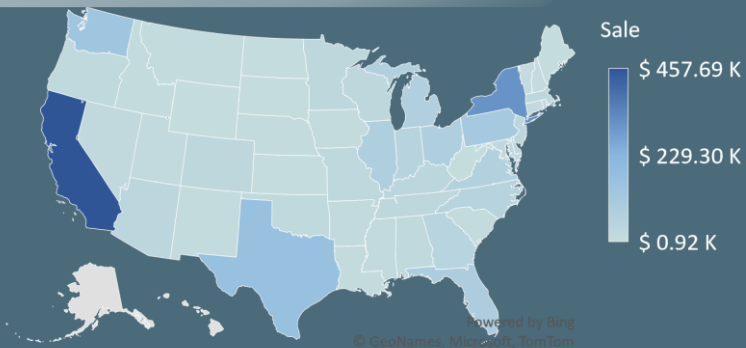 Sale
$ 457.69 K
$ 229.30 K
$ 0.92 K
Powered by Bing
© GeoNames, Microsoft, TomTom